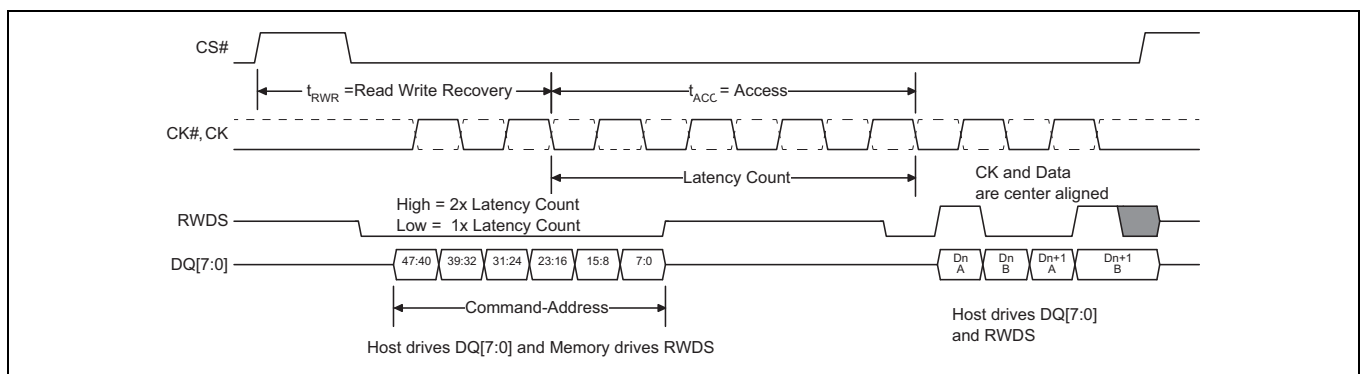 CS#
t_RWR =Read Write Recovery
t_ACC = Access
CK#, CK
Latency Count
CK and Data
are center aligned
High = 2x Latency Count
Low = 1x Latency Count
RWDS
DQ[7:0]
47:40
39:32
31:24
23:16
15:8
7:0
Dn
A
Dn
B
Dn+1
A
Dn+1
B
Command-Address
Host drives DQ[7:0]
and RWDS
Host drives DQ[7:0] and Memory drives RWDS